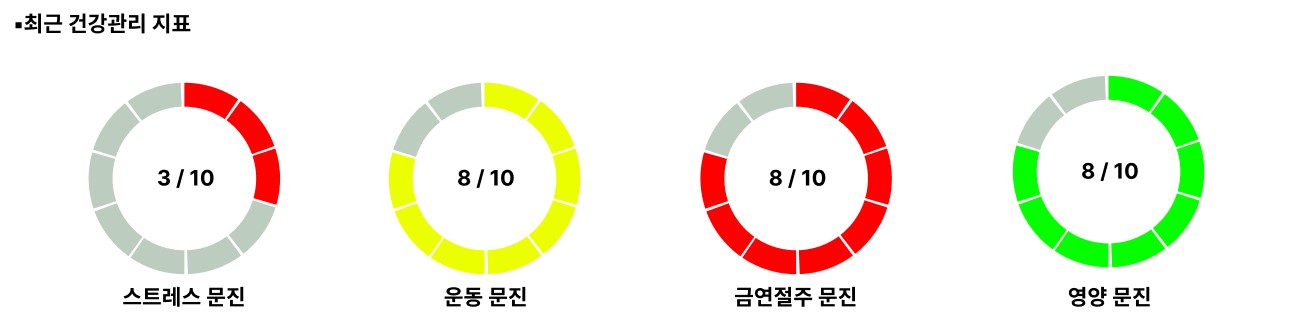 ▪최근 건강관리 지표
3 / 10
8 / 10
8 / 10
8 / 10
스트레스 문진
운동 문진
금연절주 문진
영양 문진